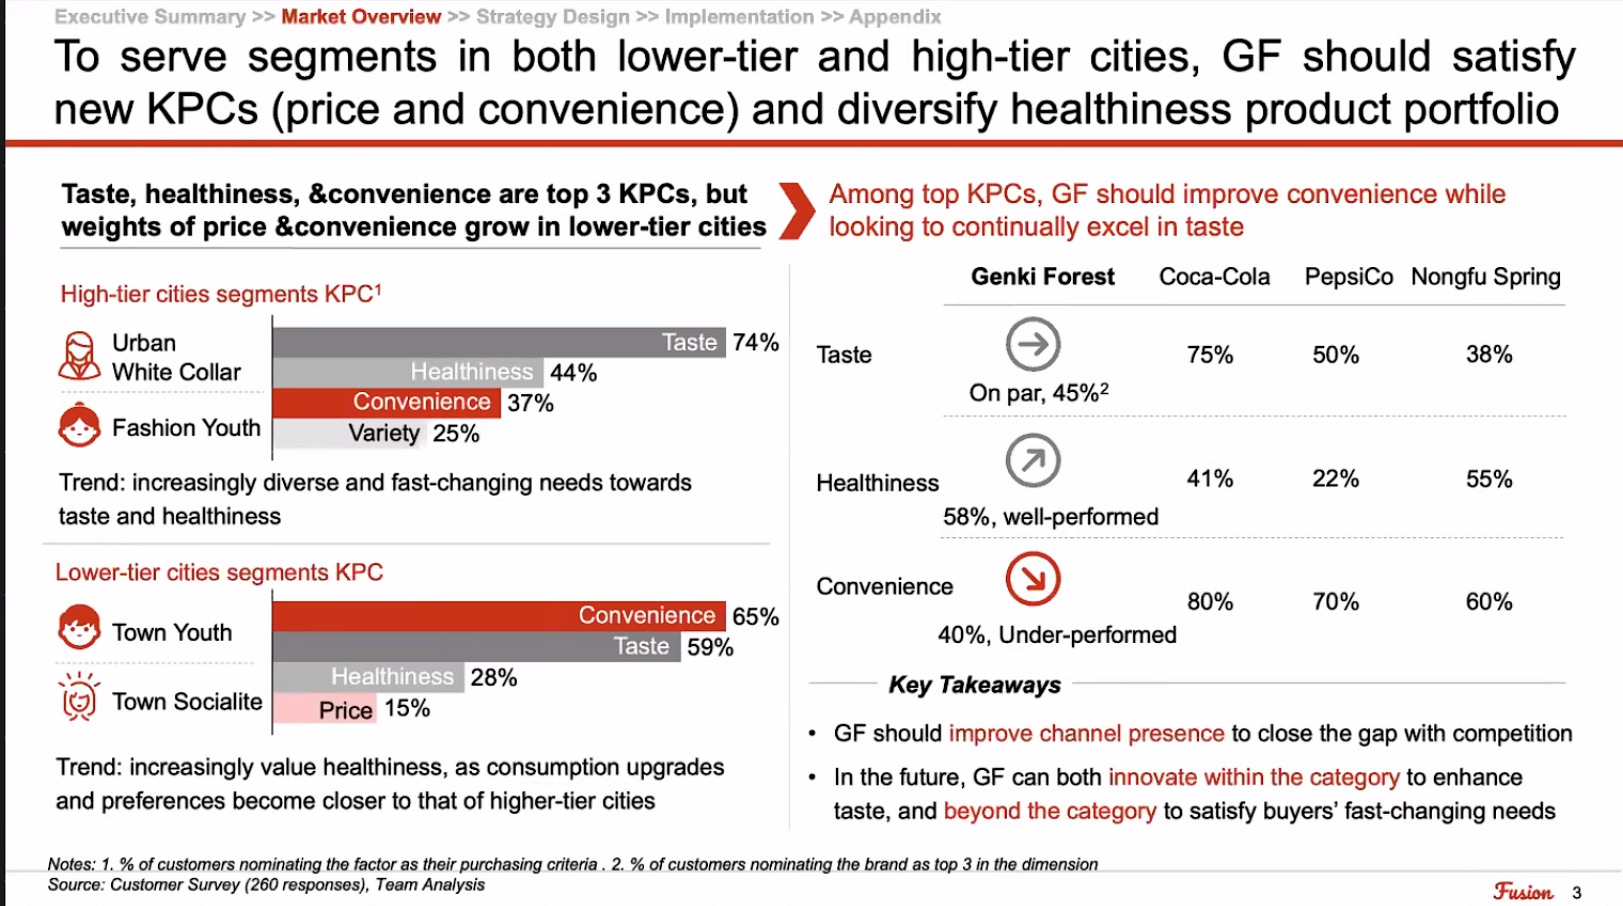 Executive Summary >> Market Overview >> Strategy Design >> Implementation >> Appendix
To serve segments in both lower-tier and high-tier cities, GF should satisfy
new KPCs (price and convenience) and diversify healthiness product portfolio
Taste, healthiness, &convenience are top 3 KPCs, but
weights of price &convenience grow in lower-tier cities
High-tier cities segments KPC¹
Urban
White Collar
Fashion Youth
Taste 74%
Healthiness 44%
Convenience 37%
Variety 25%
Trend: increasingly diverse and fast-changing needs towards
taste and healthiness
Lower-tier cities segments KPC
Town Youth
Town Socialite
Convenience 65%
Taste 59%
Healthiness 28%
Price 15%
Trend: increasingly value healthiness, as consumption upgrades
and preferences become closer to that of higher-tier cities
Among top KPCs, GF should improve convenience while
looking to continually excel in taste
Genki Forest Coca-Cola PepsiCo Nongfu Spring
Taste 75% 50% 38%
On par, 45%²
Healthiness 41% 22% 55%
58%, well-performed
Convenience 80% 70% 60%
40%, Under-performed
Key Takeaways
• GF should improve channel presence to close the gap with competition
• In the future, GF can both innovate within the category to enhance
taste, and beyond the category to satisfy buyers’ fast-changing needs
Notes: 1. % of customers nominating the factor as their purchasing criteria . 2. % of customers nominating the brand as top 3 in the dimension
Source: Customer Survey (260 responses), Team Analysis
Fusion 3